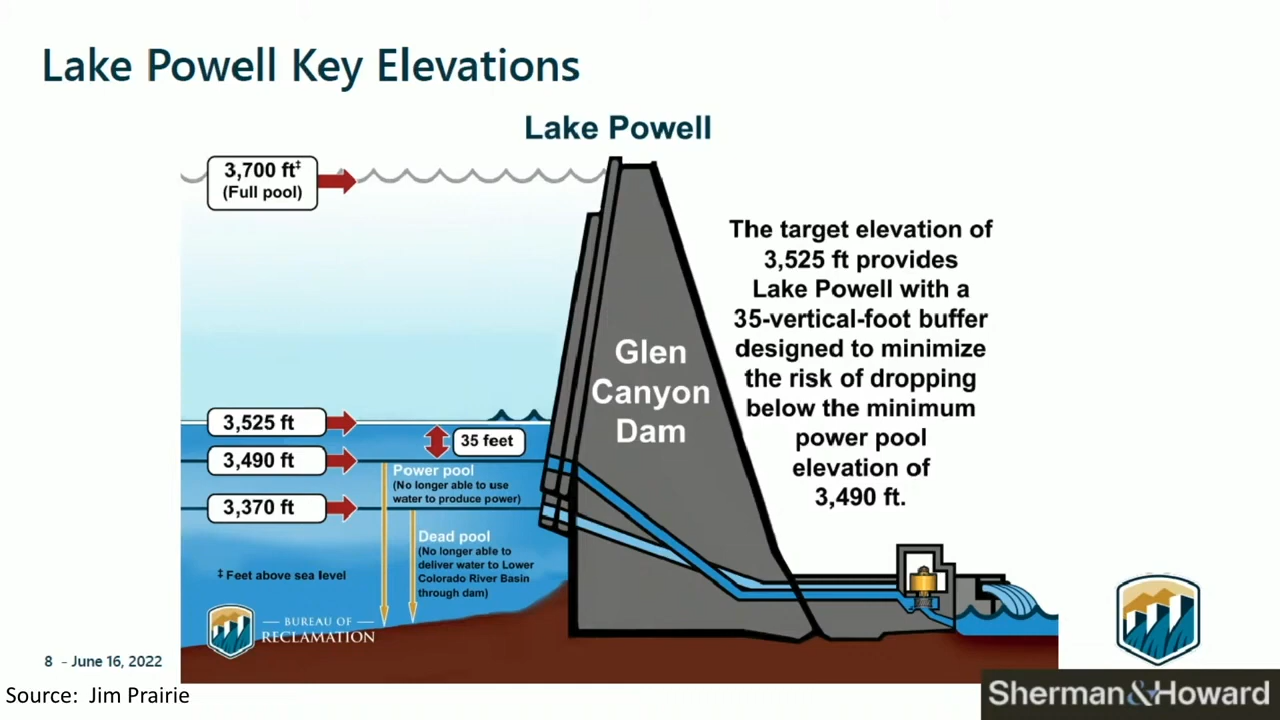 Lake Powell Key Elevations
Lake Powell
3,700 ft‡
(Full pool)
The target elevation of
3,525 ft provides
Lake Powell with a
35-vertical-foot buffer
designed to minimize
the risk of dropping
below the minimum
power pool
elevation of
3,490 ft.
Glen
Canyon
Dam
3,525 ft
35 feet
3,490 ft
Power pool
(No longer able to use
water to produce power)
3,370 ft
Dead pool
(No longer able to
deliver water to Lower
Colorado River Basin
through dam)
‡ Feet above sea level
— BUREAU OF —
RECLAMATION
8 - June 16, 2022
Source: Jim Prairie
Sherman&Howard